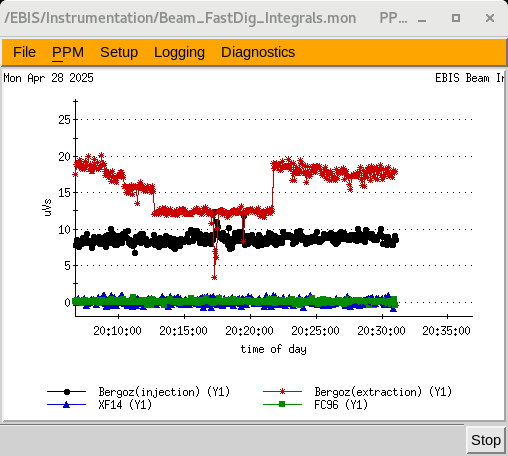 /EBIS/Instrumentation/Beam_FastDig_Integrals.mon PP...
File PPM Setup Logging Diagnostics
Mon Apr 28 2025 EBIS Beam
25
20
15
10
5
0
uVs
20:10:00 20:15:00 20:20:00 20:25:00 20:30:00 20:35:00
time of day
Bergoz(injection) (Y1) Bergoz(extraction) (Y1)
XF14 (Y1) FC96 (Y1)
Stop